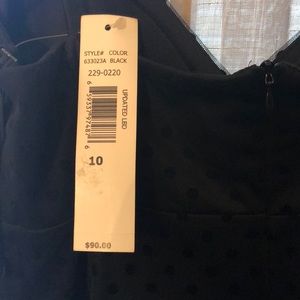 STYLE# COLOR
633023A BLACK
229-0220
UPDATED LBD
10
$90.00